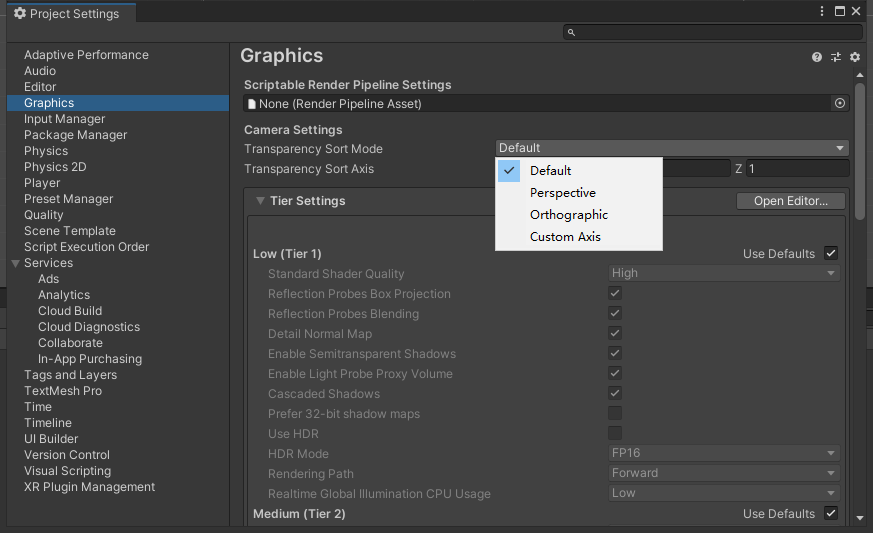 Project Settings
Adaptive Performance
Audio
Editor
Graphics
Input Manager
Package Manager
Physics
Physics 2D
Player
Preset Manager
Quality
Scene Template
Script Execution Order
Services
Ads
Analytics
Cloud Build
Cloud Diagnostics
Collaborate
In-App Purchasing
Tags and Layers
TextMesh Pro
Time
Timeline
UI Builder
Version Control
Visual Scripting
XR Plugin Management
Graphics
Scriptable Render Pipeline Settings
None (Render Pipeline Asset)
Camera Settings
Transparency Sort Mode Default
Transparency Sort Axis Z 1
Default
Perspective
Orthographic
Custom Axis
Tier Settings Open Editor...
Low (Tier 1) Use Defaults
Standard Shader Quality High
Reflection Probes Box Projection
Reflection Probes Blending
Detail Normal Map
Enable Semitransparent Shadows
Enable Light Probe Proxy Volume
Cascaded Shadows
Prefer 32-bit shadow maps
Use HDR
HDR Mode FP16
Rendering Path Forward
Realtime Global Illumination CPU Usage Low
Medium (Tier 2) Use Defaults